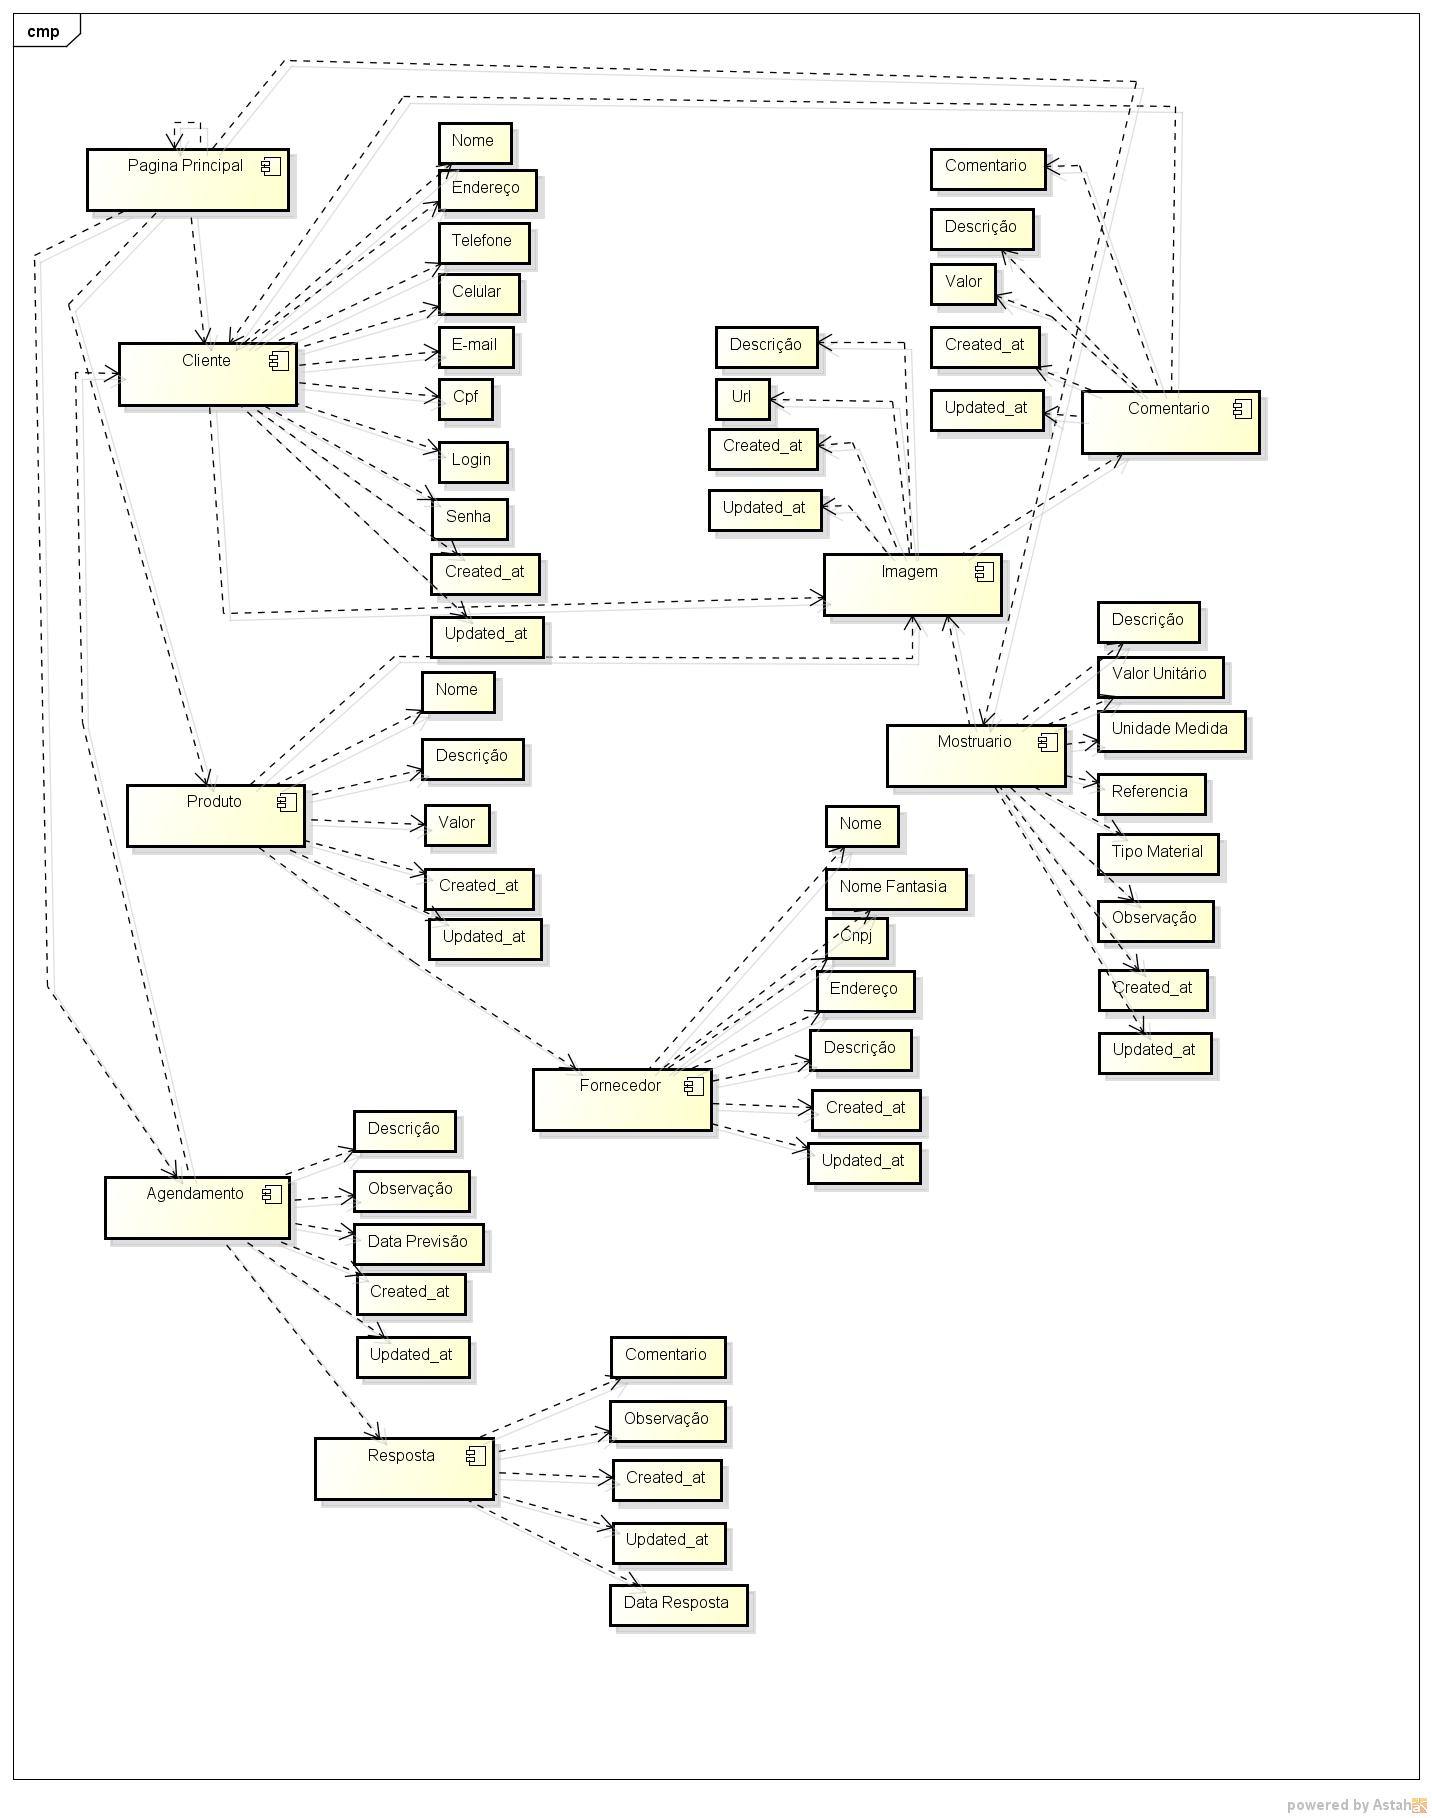 cmp
Pagina Principal
Nome
Endereço
Telefone
Celular
E-mail
Cpf
Login
Senha
Created_at
Updated_at
Cliente
Comentario
Descrição
Valor
Created_at
Updated_at
Comentario
Descrição
Url
Created_at
Updated_at
Imagem
Descrição
Valor Unitário
Unidade Medida
Referencia
Tipo Material
Observação
Created_at
Updated_at
Mostruario
Nome
Descrição
Valor
Created_at
Updated_at
Produto
Nome
Nome Fantasia
Cnpj
Endereço
Descrição
Created_at
Updated_at
Fornecedor
Descrição
Observação
Data Previsão
Created_at
Updated_at
Agendamento
Comentario
Observação
Created_at
Updated_at
Data Resposta
Resposta
powered by Astah